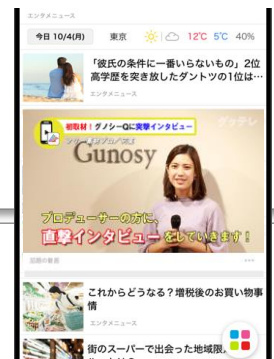 エンタメニュース
今日 10/4(月) 東京 12℃ 5℃ 40%
「彼氏の条件に一番いらないもの」2位
高学歴を突き放したダントツの1位は…
エンタメニュース
グッテレ
初取材!グノシーQに突撃インタビュー
Gunosy
プロデューサーの方に、
直撃インタビューをしていきます!
これからどうなる?増税後のお買い物事
情
エンタメニュース
街のスーパーで出会った地域限